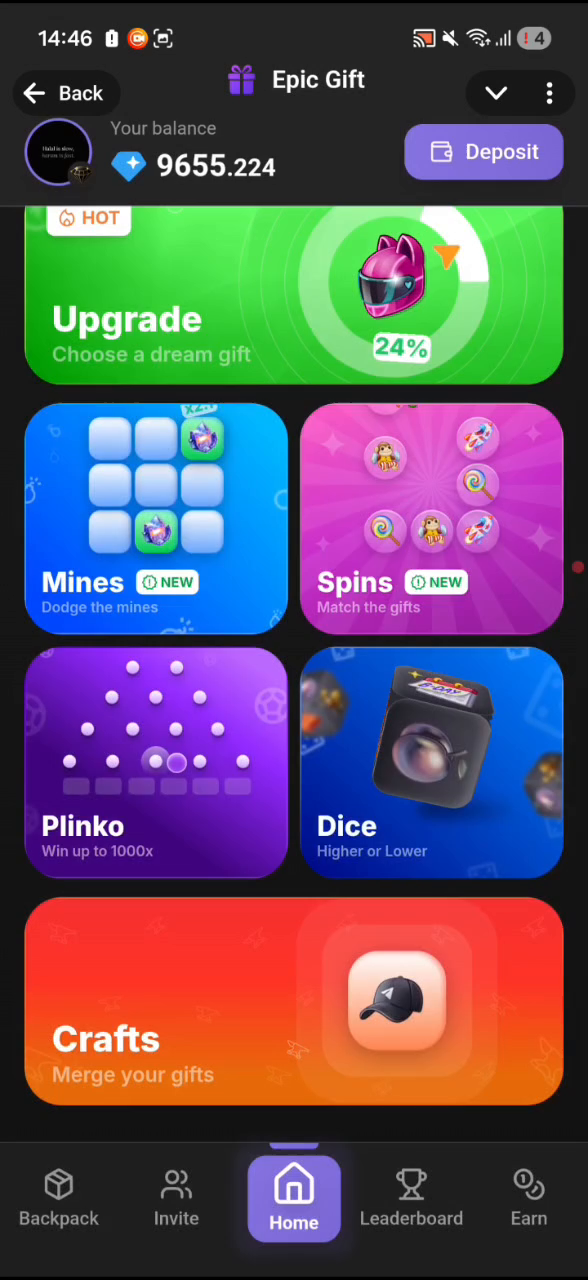 14:46
4
Epic Gift
Back
Your balance
9655.224
Deposit
HOT
Upgrade
Choose a dream gift
24%
Mines
NEW
Dodge the mines
Spins
NEW
Match the gifts
B-DAY
Plinko
Win up to 1000x
Dice
Higher or Lower
Crafts
Merge your gifts
Backpack
Invite
Home
Leaderboard
Earn